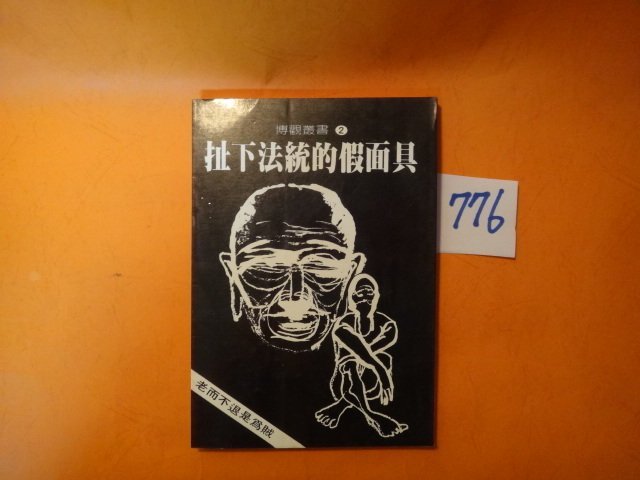 博觀叢書 2
扯下法統的假面具
776
老而不退是為賊